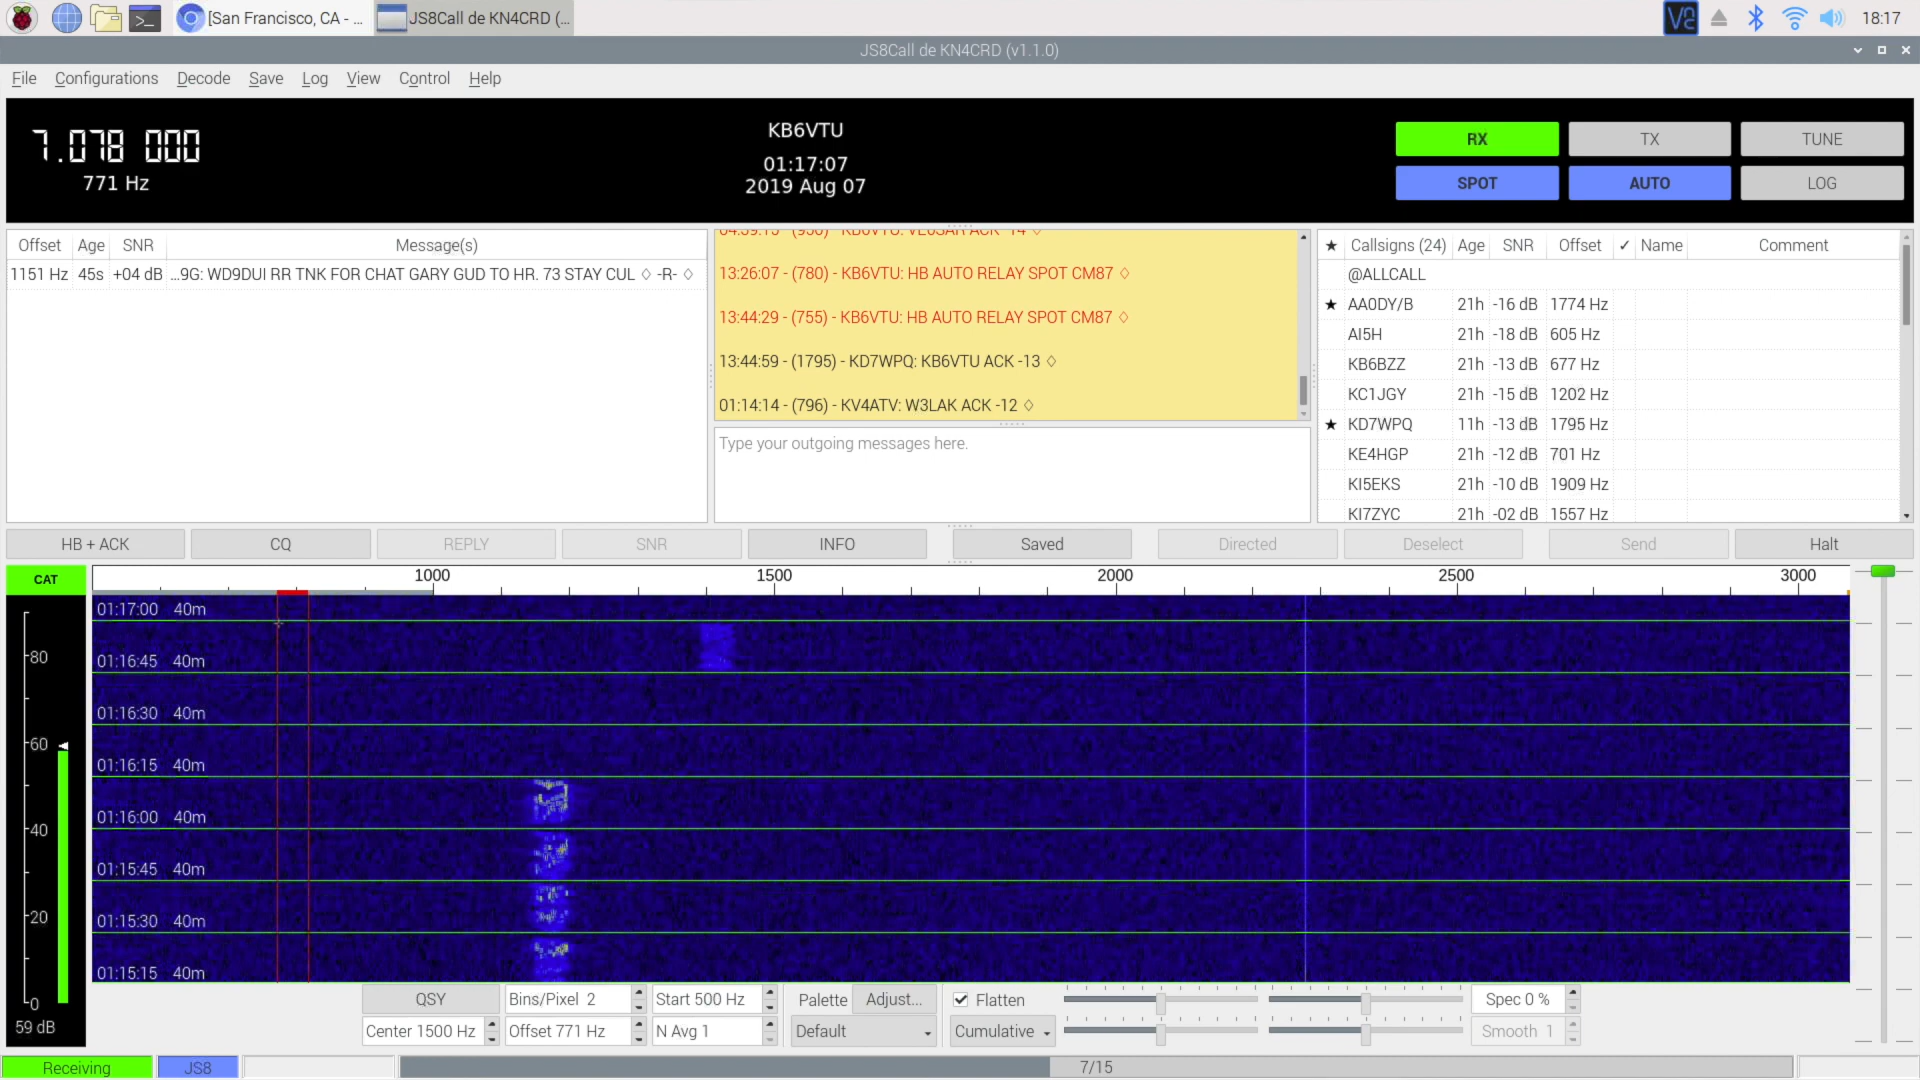 [San Francisco, CA - ... JS8Call de KN4CRD (... 18:17
JS8Call de KN4CRD (v1.1.0)
File Configurations Decode Save Log View Control Help
7.078 000
771 Hz
KB6VTU
01:17:07
2019 Aug 07
RX TX TUNE
SPOT AUTO LOG
Offset Age SNR Message(s)
1151 Hz 45s +04 dB ...9G: WD9DUI RR TNK FOR CHAT GARY GUD TO HR. 73 STAY CUL ♢ -R- ♢
04:59:15 - (950) - KB6VTU: VE6SAR ACK -14 ♢
13:26:07 - (780) - KB6VTU: HB AUTO RELAY SPOT CM87 ♢
13:44:29 - (755) - KB6VTU: HB AUTO RELAY SPOT CM87 ♢
13:44:59 - (1795) - KD7WPQ: KB6VTU ACK -13 ♢
01:14:14 - (796) - KV4ATV: W3LAK ACK -12 ♢
Type your outgoing messages here.
★ Callsigns (24) Age SNR Offset ✓ Name Comment
@ALLCALL
★ AA0DY/B 21h -16 dB 1774 Hz
AI5H 21h -18 dB 605 Hz
KB6BZZ 21h -13 dB 677 Hz
KC1JGY 21h -15 dB 1202 Hz
★ KD7WPQ 11h -13 dB 1795 Hz
KE4HGP 21h -12 dB 701 Hz
KI5EKS 21h -10 dB 1909 Hz
KI7ZYC 21h -02 dB 1557 Hz
HB + ACK CQ REPLY SNR INFO Saved Directed Deselect Send Halt
CAT
1000 1500 2000 2500 3000
01:17:00 40m
01:16:45 40m
01:16:30 40m
01:16:15 40m
01:16:00 40m
01:15:45 40m
01:15:30 40m
01:15:15 40m
80
60
40
20
0
59 dB
QSY Bins/Pixel 2 Start 500 Hz Palette Adjust... Flatten Spec 0 %
Center 1500 Hz Offset 771 Hz N Avg 1 Default Cumulative Smooth 1
Receiving JS8 7/15